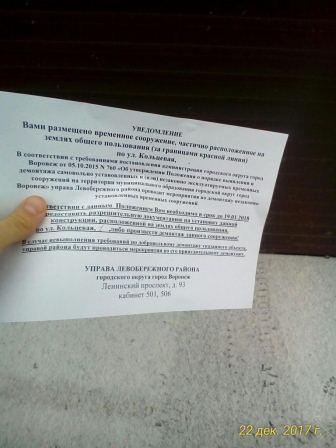 УВЕДОМЛЕНИЕ
Вами размещено временное сооружение, частично расположенное на
землях общего пользования (за границами красной линии)
по ул. Кольцевая,
В соответствии с требованиями постановления администрации городского округа город
Воронеж от 05.10.2015 N 760 «Об утверждении Положения о порядке выявления и
демонтажа самовольно установленных и (или) незаконно эксплуатируемых временных
сооружений на территории муниципального образования городской округ город
Воронеж» управа Левобережного района проводит мероприятия по демонтажу незаконно
установленных временных сооружений.
соответствии с данным Положением Вам необходимо в срок до 19.01.2018
предоставить разрешительную документацию на установку данной
конструкции, расположенной на землях общего пользования,
по ул. Кольцевая, , либо произвести демонтаж данного сооружения.
В случае невыполнения требований по добровольному демонтажу указанного объекта,
управой района будут проводиться мероприятия по его принудительному демонтажу.
УПРАВА ЛЕВОБЕРЕЖНОГО РАЙОНА
городского округа город Воронеж
Ленинский проспект, д. 93
кабинет 501, 506
22 дек. 2017 г.